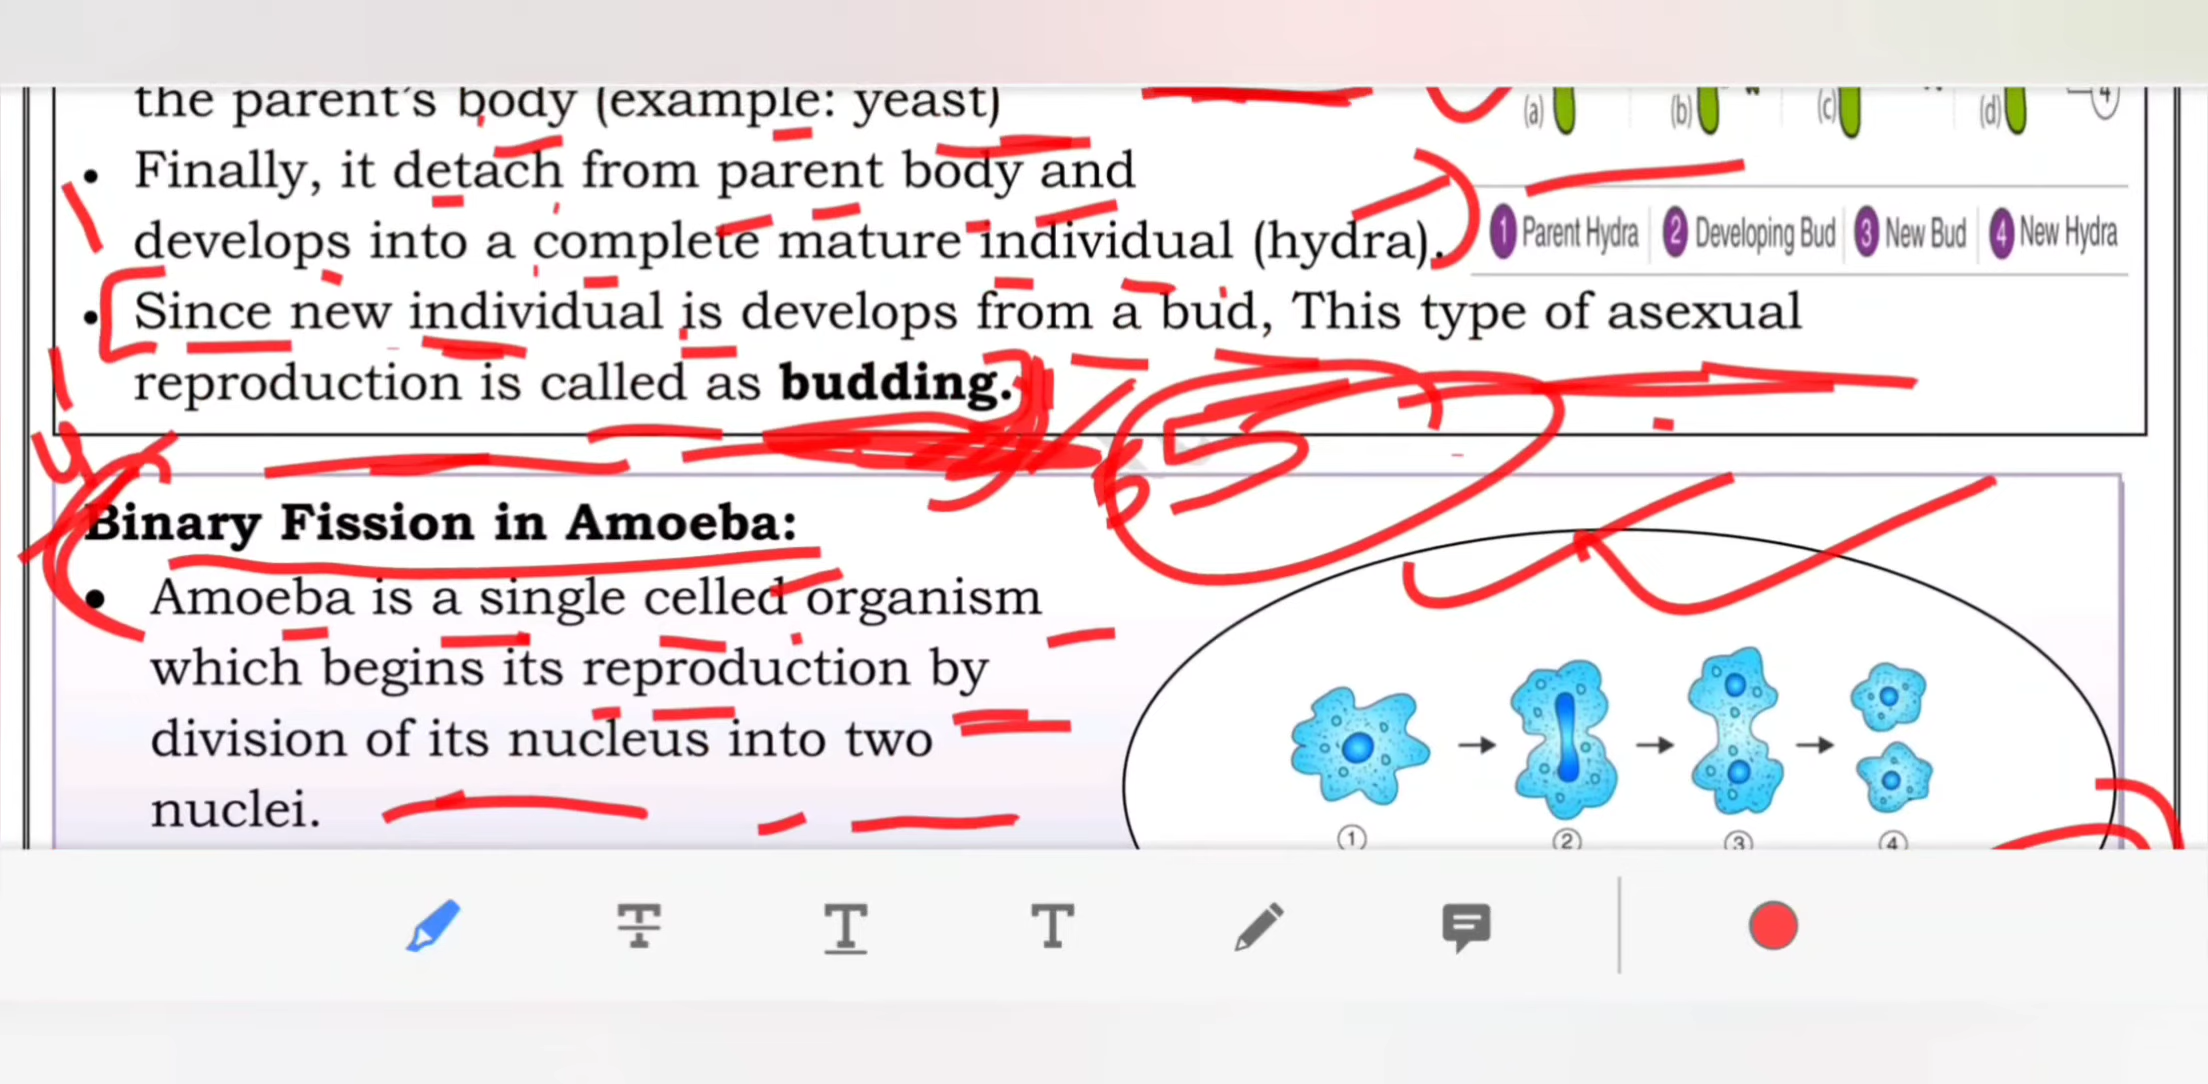 the parent's body (example: yeast)
(a) (b) (c) (d) 4
• Finally, it detach from parent body and
develops into a complete mature individual (hydra).
1 Parent Hydra 2 Developing Bud 3 New Bud 4 New Hydra
• Since new individual is develops from a bud, This type of asexual
reproduction is called as budding.
5
Binary Fission in Amoeba:
• Amoeba is a single celled organism
which begins its reproduction by
division of its nucleus into two
nuclei.
1 2 3 4
T T T